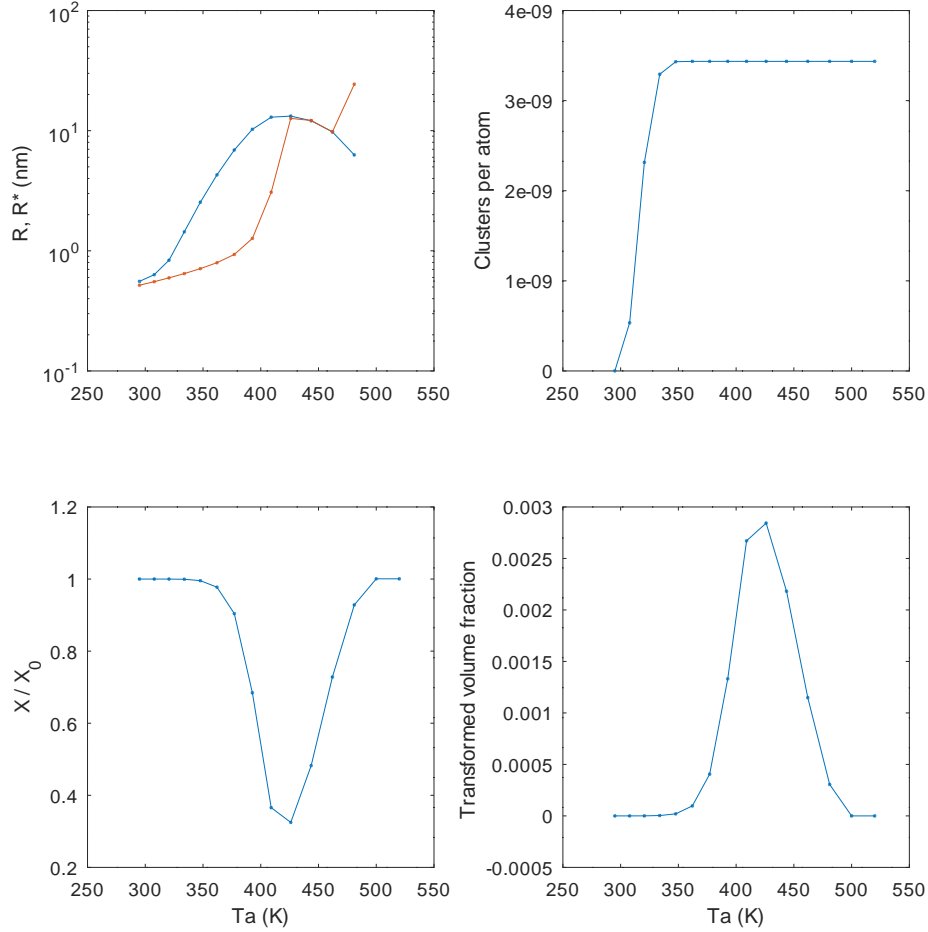 10^2
10^1
10^0
10^-1
R, R* (nm)
250 300 350 400 450 500 550
4e-09
3e-09
2e-09
1e-09
0
Clusters per atom
250 300 350 400 450 500 550
1.2
1
0.8
0.6
0.4
0.2
X / X_0
250 300 350 400 450 500 550
Ta (K)
0.003
0.0025
0.002
0.0015
0.001
0.0005
0
-0.0005
Transformed volume fraction
250 300 350 400 450 500 550
Ta (K)